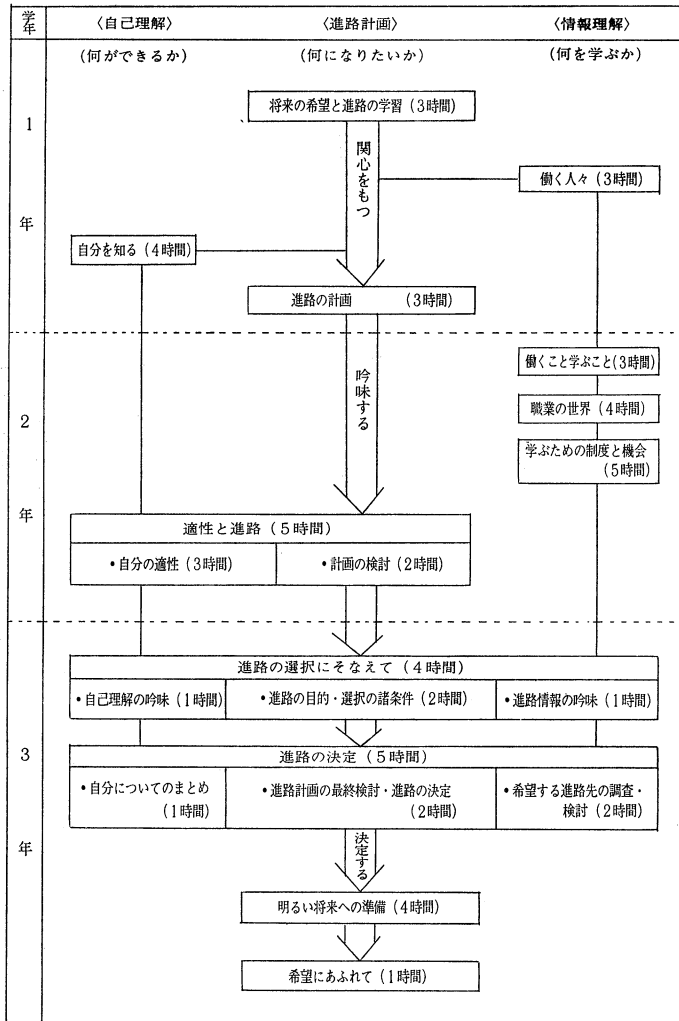 学年
〈自己理解〉
〈進路計画〉
〈情報理解〉
(何ができるか)
(何になりたいか)
(何を学ぶか)
1
年
将来の希望と進路の学習(3時間)
関心をもつ
働く人々(3時間)
自分を知る(4時間)
進路の計画 (3時間)
2
年
吟味する
働くこと学ぶこと(3時間)
職業の世界(4時間)
学ぶための制度と機会
(5時間)
適性と進路(5時間)
•自分の適性(3時間)
•計画の検討(2時間)
3
年
進路の選択にそなえて(4時間)
•自己理解の吟味(1時間)
•進路の目的・選択の諸条件(2時間)
•進路情報の吟味(1時間)
進路の決定(5時間)
•自分についてのまとめ
(1時間)
•進路計画の最終検討・進路の決定
(2時間)
•希望する進路先の調査・
検討(2時間)
決定する
明るい将来への準備(4時間)
希望にあふれて(1時間)